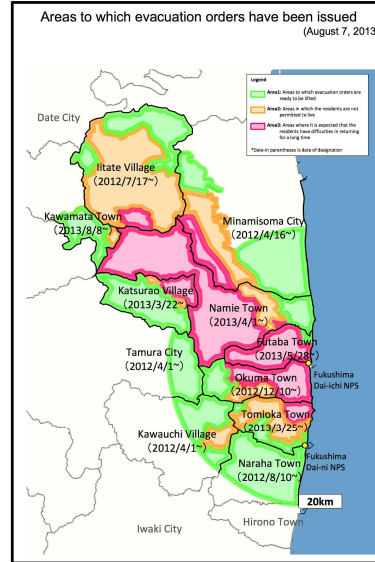 Areas to which evacuation orders have been issued
(August 7, 2013
Legend
Area1: Areas to which evacuation orders are
ready to be lifted
Area2: Areas in which the residents are not
permitted to live
Area3: Areas where it is expected that the
residents have difficulties in returning
for a long time
*Date-in parentheses is date of designation
Date City
Iitate Village
(2012/7/17~)
Kawamata Town
(2013/8/8~)
Minamisoma City
(2012/4/16~)
Katsurao Village
(2013/3/22~)
Namie Town
(2013/4/1~)
Futaba Town
(2013/5/28~)
Tamura City
(2012/4/1~)
Fukushima
Dai-ichi NPS
Okuma Town
(2012/12/10~)
Tomioka Town
(2013/3/25~)
Kawauchi Village
(2012/4/1~)
Fukushima
Dai-ni NPS
Naraha Town
(2012/8/10~)
20km
Hirono Town
Iwaki City